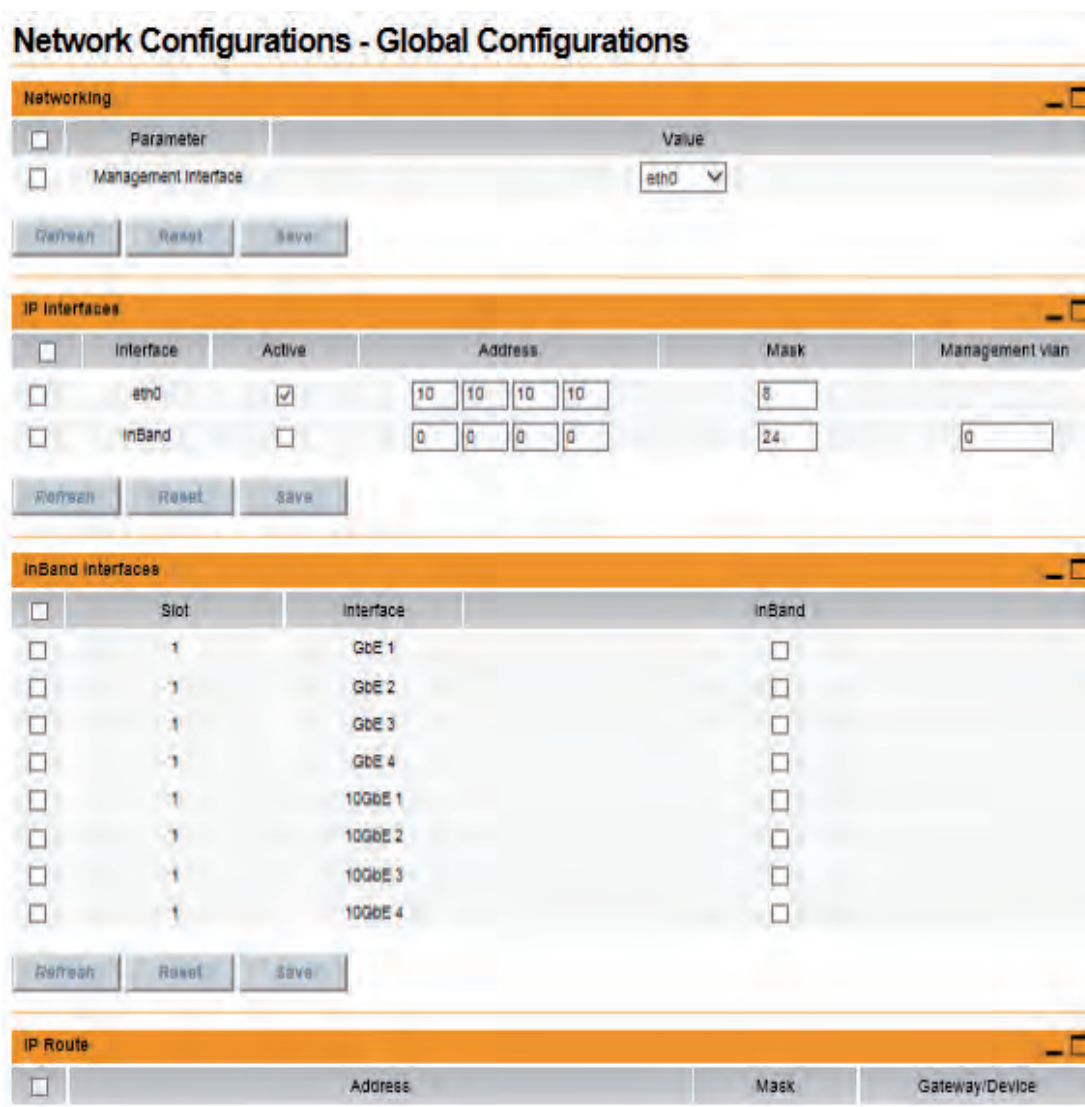 Network Configurations - Global Configurations
Networking
Parameter Value
Management Interface eth0
Refresh Reset Save
IP Interfaces
Interface Active Address Mask Management vlan
eth0 10 10 10 10 8
InBand 0 0 0 0 24 0
Refresh Reset Save
InBand Interfaces
Slot Interface InBand
1 GbE 1
1 GbE 2
1 GbE 3
1 GbE 4
1 10GbE 1
1 10GbE 2
1 10GbE 3
1 10GbE 4
Refresh Reset Save
IP Route
Address Mask Gateway/Device